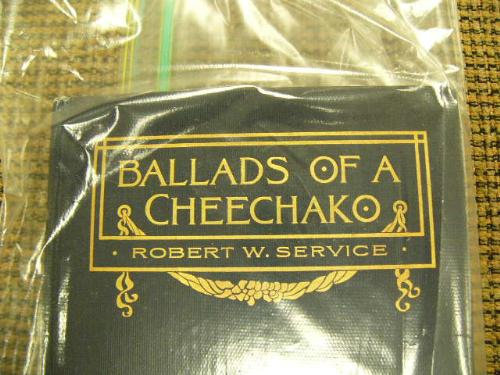 BALLADS OF A
CHEECHAKO
· ROBERT W. SERVICE ·